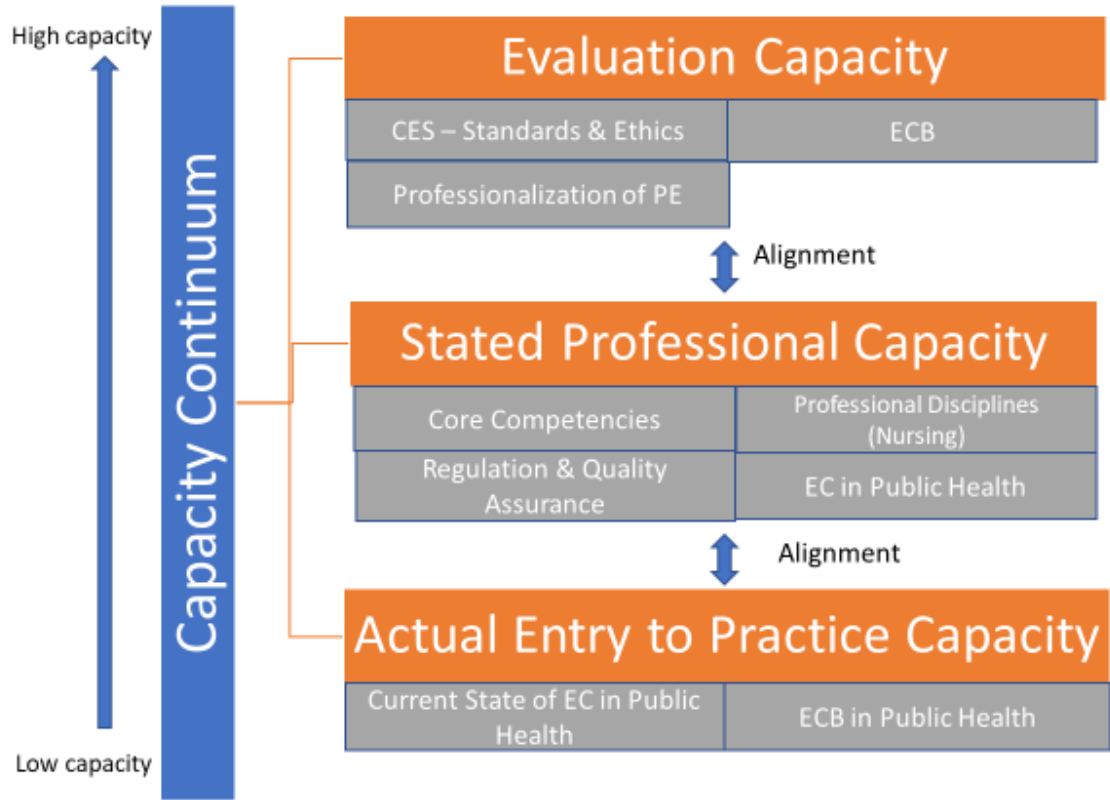 High capacity
Low capacity
Capacity Continuum
Evaluation Capacity
CES – Standards & Ethics
ECB
Professionalization of PE
Alignment
Stated Professional Capacity
Core Competencies
Professional Disciplines
(Nursing)
Regulation & Quality
Assurance
EC in Public Health
Alignment
Actual Entry to Practice Capacity
Current State of EC in Public
Health
ECB in Public Health